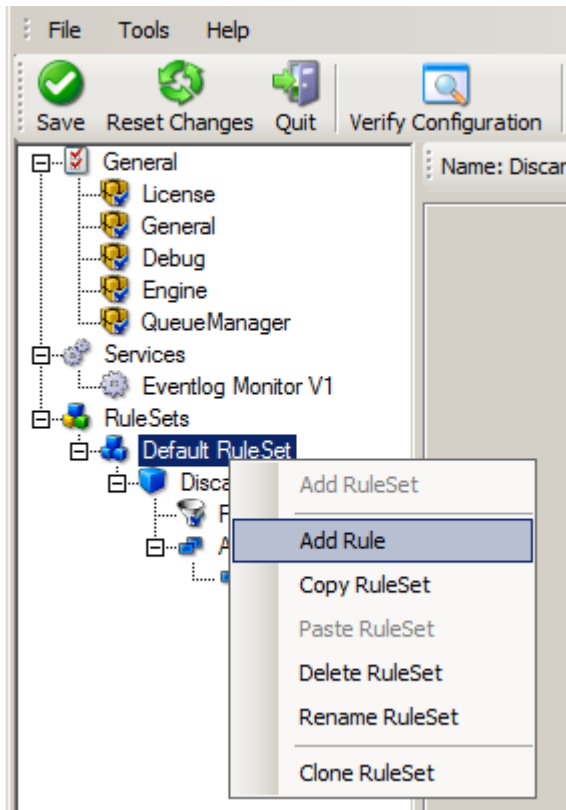 File Tools Help
Save Reset Changes Quit Verify Configuration
General
Name: Discar
License
General
Debug
Engine
QueueManager
Services
Eventlog Monitor V1
RuleSets
Default RuleSet
Disca
Add RuleSet
F
Add Rule
A
Copy RuleSet
Paste RuleSet
Delete RuleSet
Rename RuleSet
Clone RuleSet